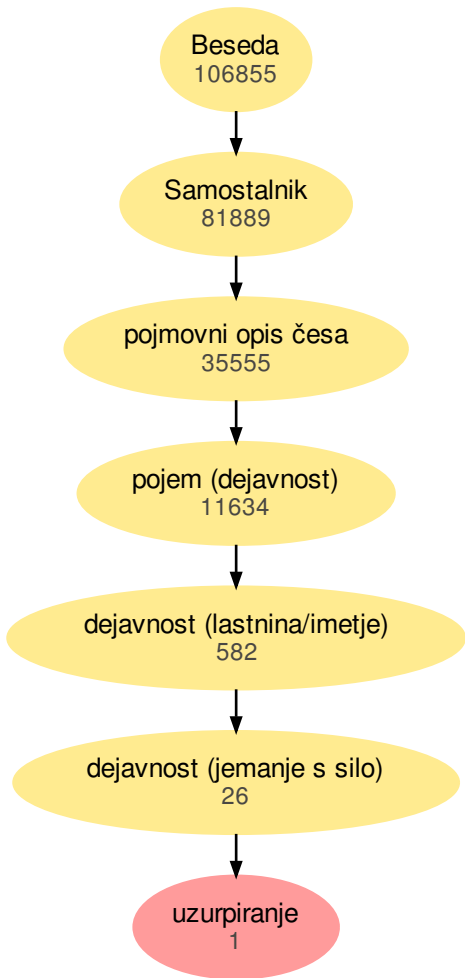 Beseda
106855
Samostalnik
81889
pojmovni opis česa
35555
pojem (dejavnost)
11634
dejavnost (lastnina/imetje)
582
dejavnost (jemanje s silo)
26
uzurpiranje
1